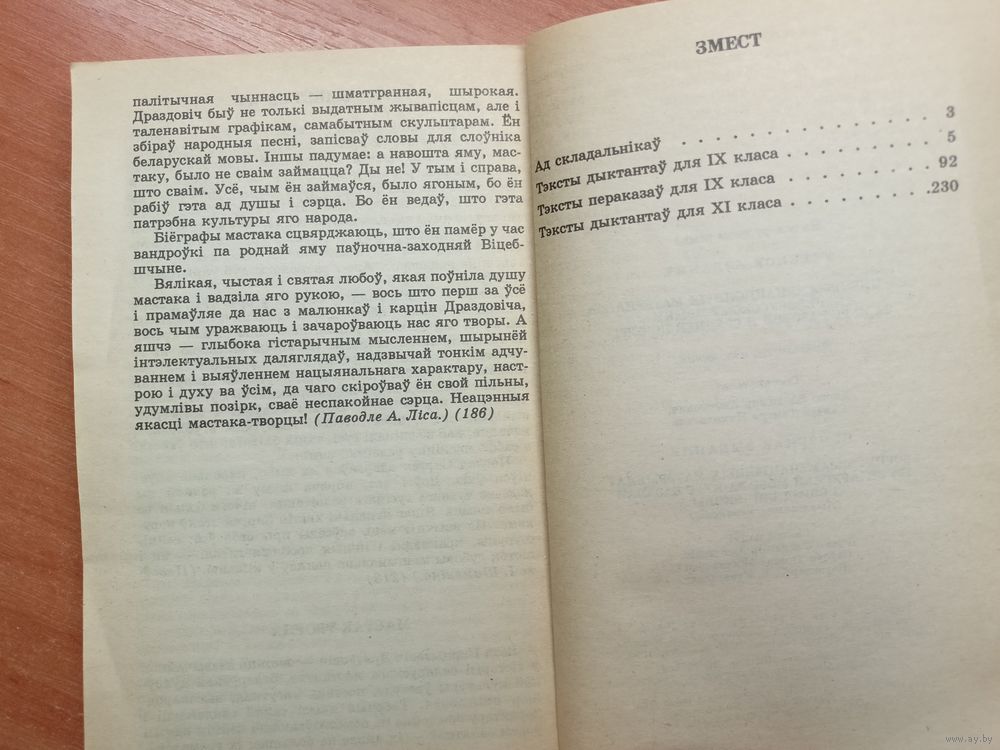 палітычная чыннасць — шматгранная, шырокая.
Драздовіч быў не толькі выдатным жывапісцам, але і
таленавітым графікам, самабытным скульптарам. Ён
збіраў народныя песні, запісваў словы для слоўніка
беларускай мовы. Іншы падумае: а навошта яму, мас-
таку, было не сваім займацца? Ды не! У тым і справа,
што сваім. Усё, чым ён займаўся, было ягоным, бо ён
рабіў гэта ад душы і сэрца. Бо ён ведаў, што гэта
патрэбна культуры яго народа.
Біёграфы мастака сцвярджаюць, што ён памёр у час
вандроўкі па роднай яму паўночна-заходняй Віцеб-
шчыне.
Вялікая, чыстая і святая любоў, якая поўніла душу
мастака і вадзіла яго рукою, — вось што перш за ўсё
і прамаўляе да нас з малюнкаў і карцін Драздовіча,
вось чым уражваюць і зачароўваюць нас яго творы. А
яшчэ — глыбока гістарычным мысленнем, шырынёй
інтэлектуальных даляглядаў, надзвычай тонкім адчу-
ваннем і выяўленнем нацыянальнага характару, наст-
рою і духу ва ўсім, да чаго скіроўваў ён свой пільны,
удумлівы позірк, сваё неспакойнае сэрца. Неацэнныя
якасці мастака-творцы! (Паводле А. Ліса.) (186)
ЗМЕСТ
Ад складальнікаў . . . . . . . . . . . 3
Тэксты дыктантаў для IX класа . . . . . . . . 5
Тэксты пераказаў для IX класа . . . . . . . . 92
Тэксты дыктантаў для XI класа . . . . . . . .230
www.ay.by